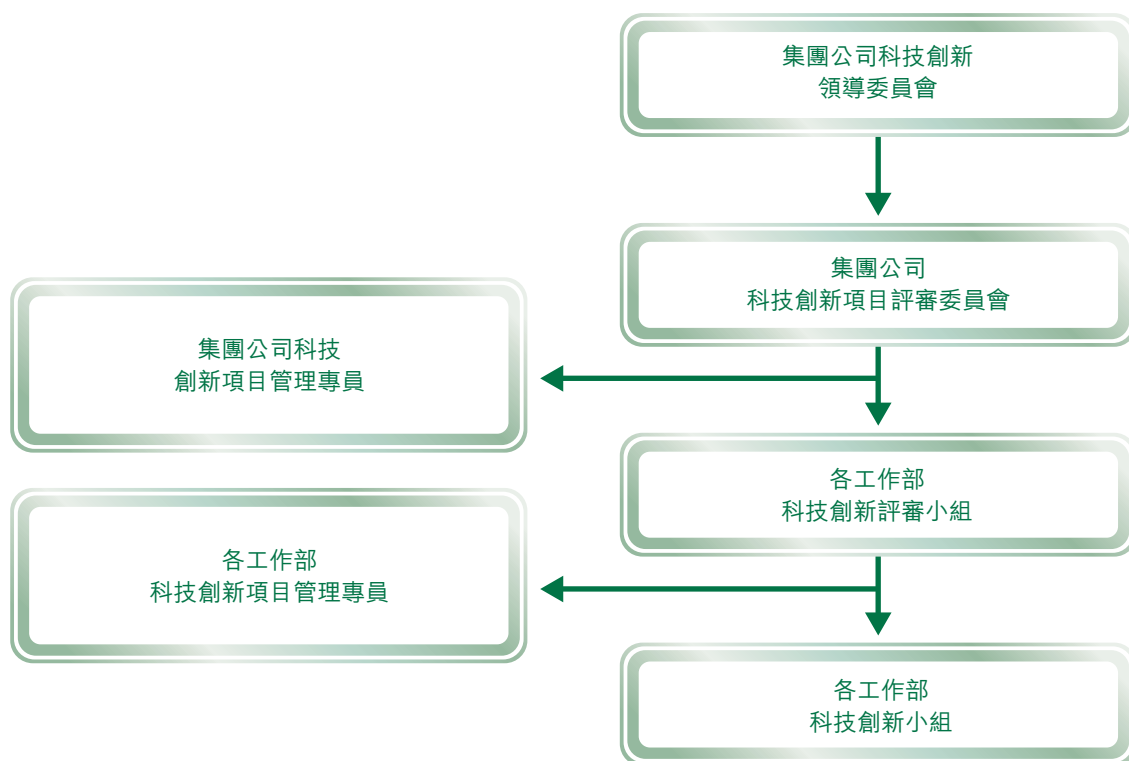 集團公司科技創新
領導委員會
集團公司
科技創新項目評審委員會
集團公司科技
創新項目管理專員
各工作部
科技創新評審小組
各工作部
科技創新項目管理專員
各工作部
科技創新小組